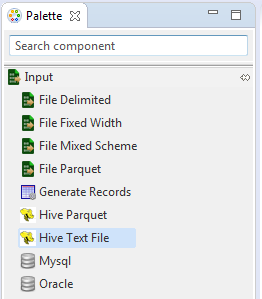 Palette
Search component
Input
File Delimited
File Fixed Width
File Mixed Scheme
File Parquet
Generate Records
Hive Parquet
Hive Text File
Mysql
Oracle